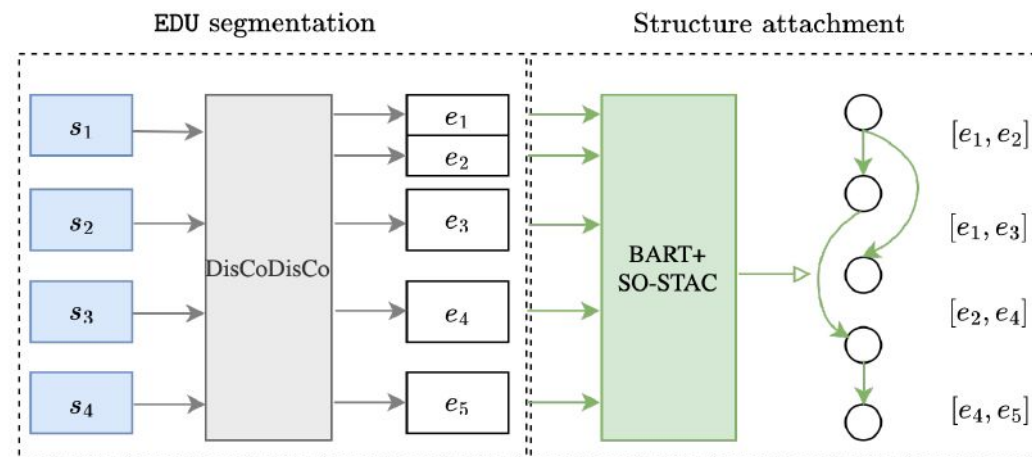 EDU segmentation
Structure attachment
s1
s2
s3
s4
DisCoDisCo
e1
e2
e3
e4
e5
BART+
SO-STAC
[e1, e2]
[e1, e3]
[e2, e4]
[e4, e5]